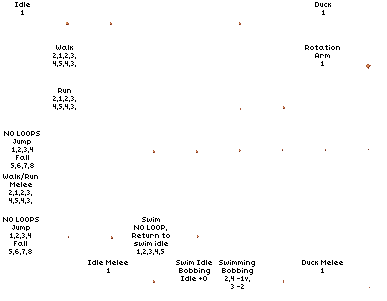 Idle
1
Duck
1
Walk
2,1,2,3,
4,5,4,3,
Rotation
Arm
1
Run
2,1,2,3,
4,5,4,3,
NO LOOPS
Jump
1,2,3,4
Fall
5,6,7,8
Walk/Run
Melee
2,1,2,3,
4,5,4,3,
NO LOOPS
Jump
1,2,3,4
Fall
5,6,7,8
Swim
NO LOOP,
Return to
swim idle
1,2,3,4,5
Idle Melee
1
Swim Idle
Bobbing
Idle +0
Swimming
Bobbing
2,4 -1v,
3 -2
Duck Melee
1